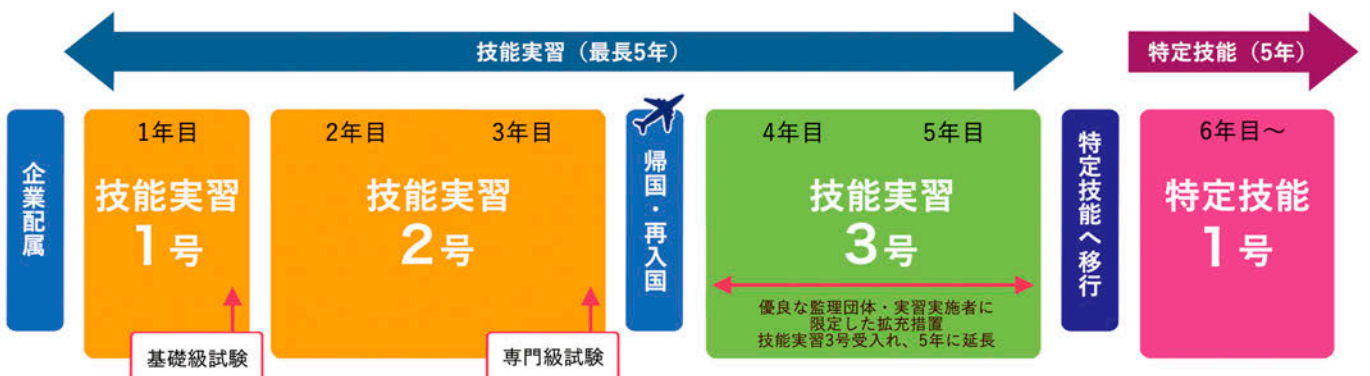 技能実習（最長5年）
特定技能（5年）
企業配属
1年目
技能実習
1号
基礎級試験
2年目
3年目
技能実習
2号
専門級試験
帰国・再入国
4年目
5年目
技能実習
3号
優良な監理団体・実習実施者に
限定した拡充措置
技能実習3号受入れ、5年に延長
特定技能へ移行
6年目～
特定技能
1号